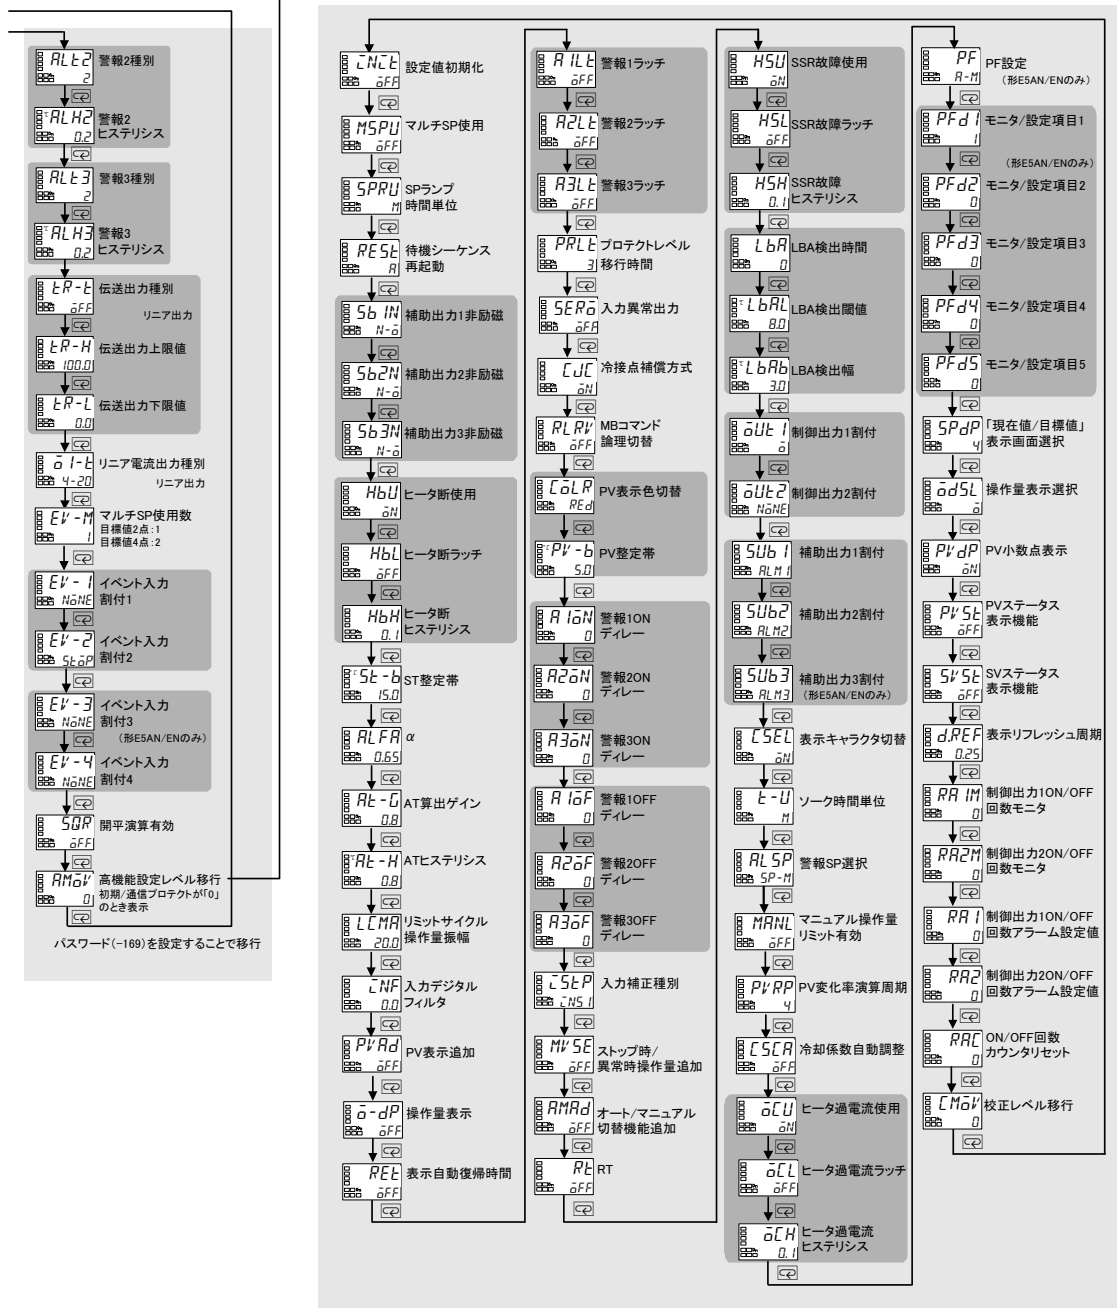 ALt2
2
警報2種別
ALH2
0.2
警報2
ヒステリシス
ALt3
2
警報3種別
ALH3
0.2
警報3
ヒステリシス
tR-t
oFF
伝送出力種別
リニア出力
tR-H
100.0
伝送出力上限値
tR-L
0.0
伝送出力下限値
o1-t
4-20
リニア電流出力種別
リニア出力
EV-M
1
マルチSP使用数
目標値2点:1
目標値4点:2
EV-1
NoNE
イベント入力
割付1
EV-2
StoP
イベント入力
割付2
EV-3
NoNE
イベント入力
割付3
(形E5AN/ENのみ)
EV-4
NoNE
イベント入力
割付4
SQR
oFF
開平演算有効
AMoV
0
高機能設定レベル移行
初期/通信プロテクトが「0」
のとき表示
パスワード(-169)を設定することで移行
iNit
oFF
設定値初期化
MSPU
oFF
マルチSP使用
SPRU
M
SPランプ
時間単位
RESt
A
待機シーケンス
再起動
Sb1N
N-o
補助出力1非励磁
Sb2N
N-o
補助出力2非励磁
Sb3N
N-o
補助出力3非励磁
HbU
oN
ヒータ断使用
HbL
oFF
ヒータ断ラッチ
HbH
0.1
ヒータ断
ヒステリシス
St-b
15.0
ST整定帯
ALFA
0.65
α
At-G
0.8
AT算出ゲイン
At-H
0.8
ATヒステリシス
LCMA
20.0
リミットサイクル
操作量振幅
iNF
0.0
入力デジタル
フィルタ
PVAd
oFF
PV表示追加
o-dP
oFF
操作量表示
REt
oFF
表示自動復帰時間
A1Lt
oFF
警報1ラッチ
A2Lt
oFF
警報2ラッチ
A3Lt
oFF
警報3ラッチ
PRLt
3
プロテクトレベル
移行時間
SERo
oFF
入力異常出力
CJC
oN
冷接点補償方式
RLRV
oFF
MBコマンド
論理切替
CoLR
REd
PV表示色切替
PV-b
5.0
PV整定帯
A1oN
0
警報1ON
ディレー
A2oN
0
警報2ON
ディレー
A3oN
0
警報3ON
ディレー
A1oF
0
警報1OFF
ディレー
A2oF
0
警報2OFF
ディレー
A3oF
0
警報3OFF
ディレー
iStP
iNS1
入力補正種別
MVSE
oFF
ストップ時/
異常時操作量追加
AMAd
oFF
オート/マニュアル
切替機能追加
Rt
oFF
RT
HSU
oN
SSR故障使用
HSL
oFF
SSR故障ラッチ
HSH
0.1
SSR故障
ヒステリシス
LbA
0
LBA検出時間
LbAL
8.0
LBA検出閾値
LbAb
3.0
LBA検出幅
oUt1
o
制御出力1割付
oUt2
NoNE
制御出力2割付
SUb1
ALM1
補助出力1割付
SUb2
ALM2
補助出力2割付
SUb3
ALM3
補助出力3割付
(形E5AN/ENのみ)
CSEL
oN
表示キャラクタ切替
t-U
M
ソーク時間単位
ALSP
SP-M
警報SP選択
MANL
oFF
マニュアル操作量
リミット有効
PVRP
4
PV変化率演算周期
CSCA
oFF
冷却係数自動調整
oCU
oN
ヒータ過電流使用
oCL
oFF
ヒータ過電流ラッチ
oCH
0.1
ヒータ過電流
ヒステリシス
PF
A-M
PF設定
(形E5AN/ENのみ)
PFd1
1
モニタ/設定項目1
(形E5AN/ENのみ)
PFd2
0
モニタ/設定項目2
PFd3
0
モニタ/設定項目3
PFd4
0
モニタ/設定項目4
PFd5
0
モニタ/設定項目5
SPdP
4
「現在値/目標値」
表示画面選択
odSL
o
操作量表示選択
PVdP
oN
PV小数点表示
PVSt
oFF
PVステータス
表示機能
SVSt
oFF
SVステータス
表示機能
d.REF
0.25
表示リフレッシュ周期
RA1M
0
制御出力1ON/OFF
回数モニタ
RA2M
0
制御出力2ON/OFF
回数モニタ
RA1
0
制御出力1ON/OFF
回数アラーム設定値
RA2
0
制御出力2ON/OFF
回数アラーム設定値
RAC
0
ON/OFF回数
カウンタリセット
CMoV
0
校正レベル移行